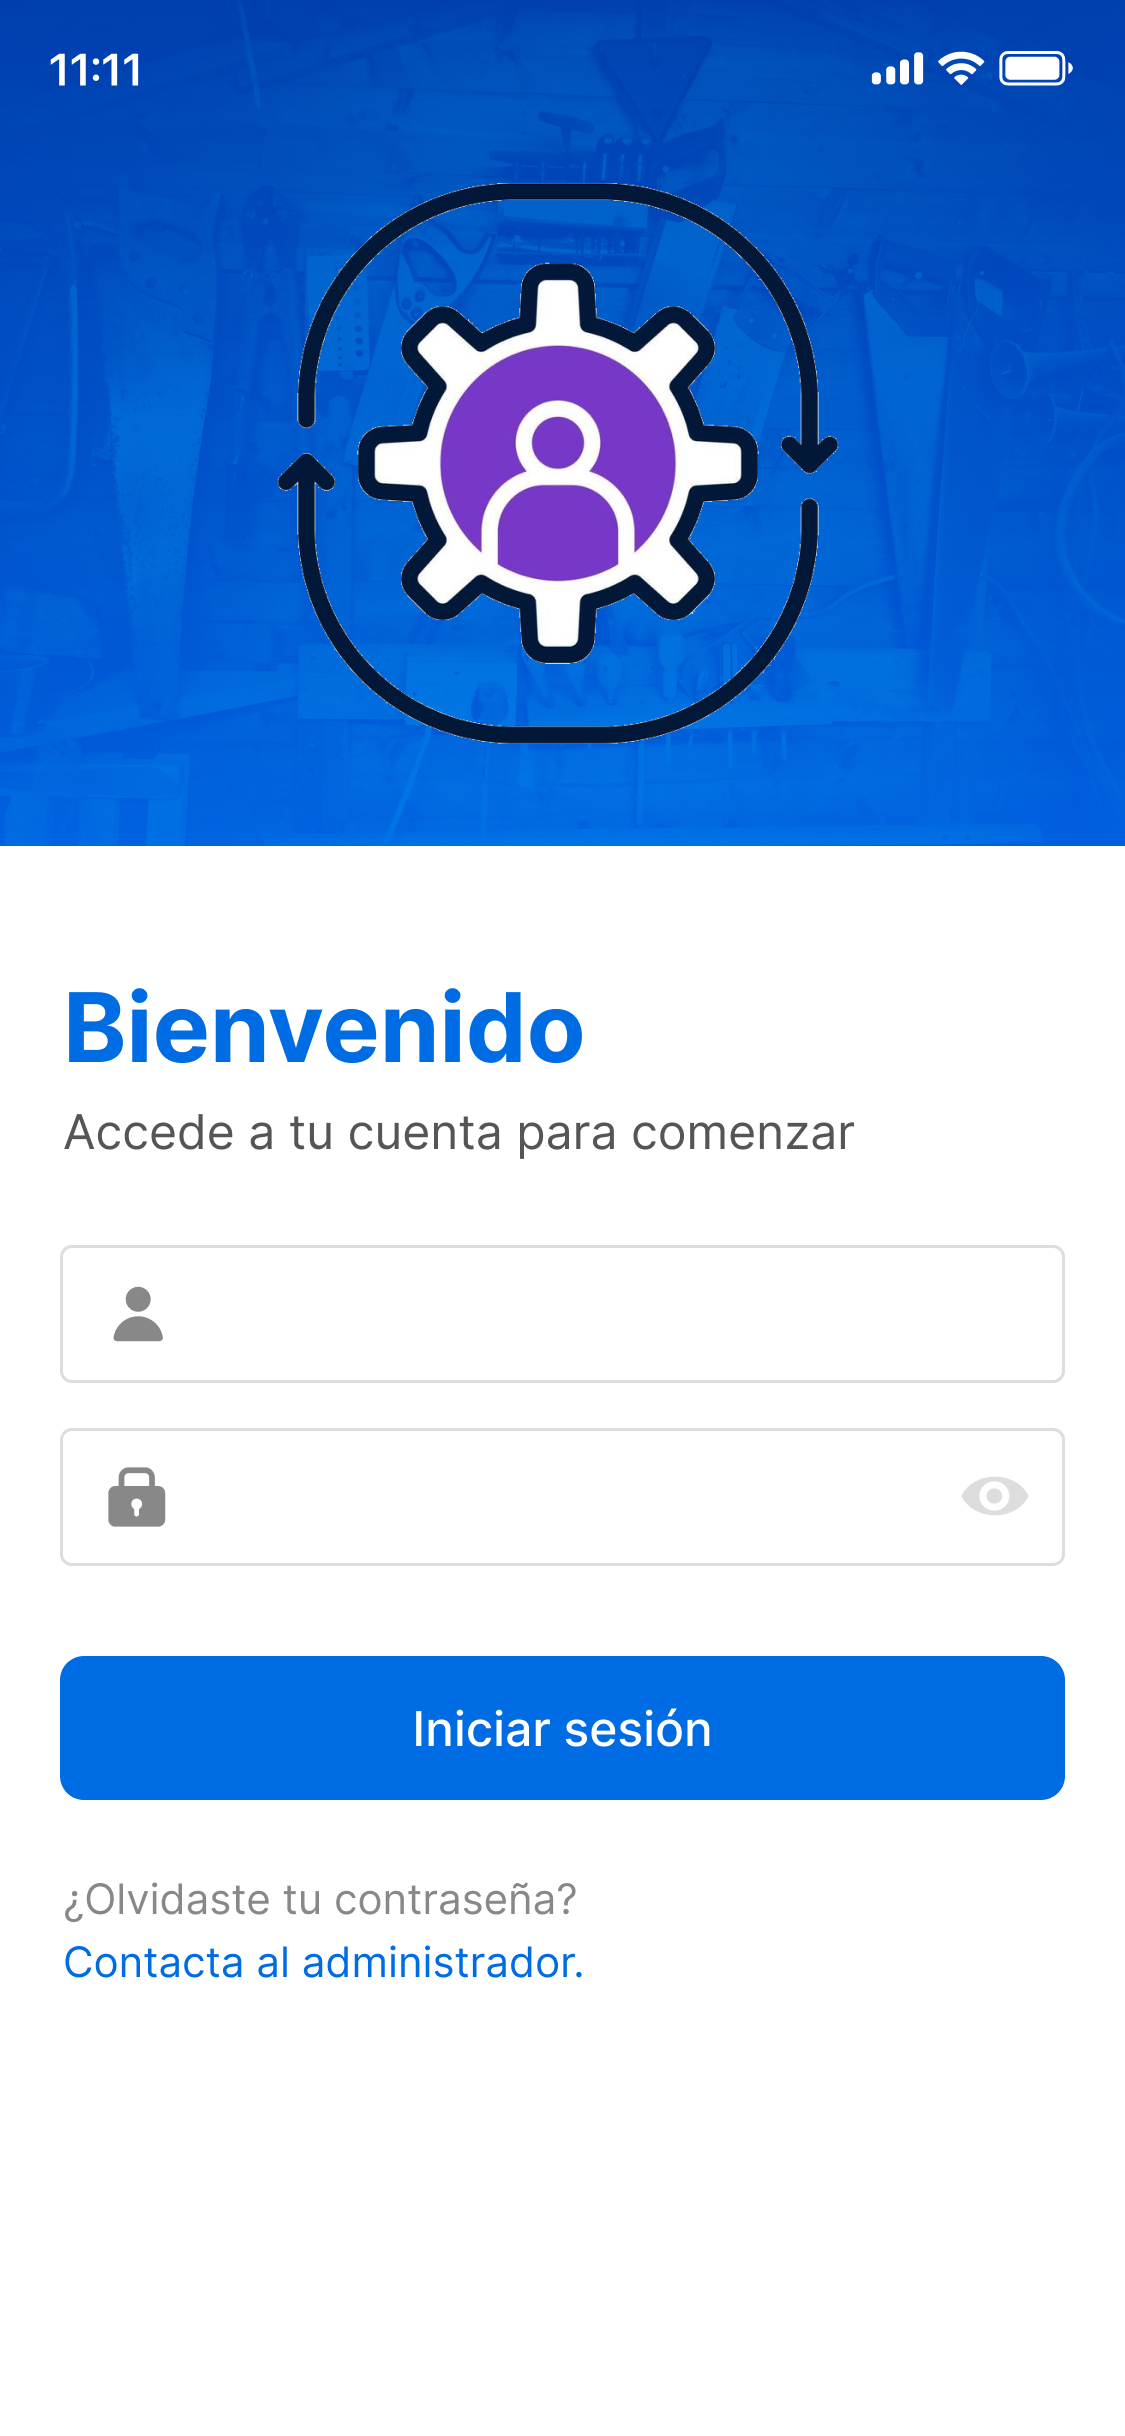 11:11
Bienvenido
Accede a tu cuenta para comenzar
Iniciar sesión
¿Olvidaste tu contraseña?
Contacta al administrador.